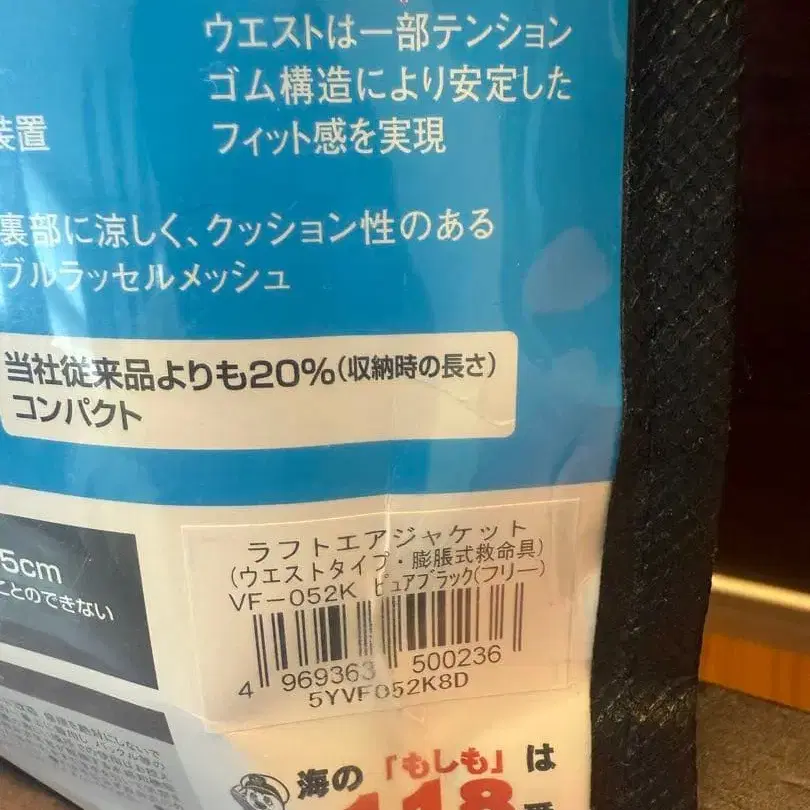 ウエストは一部テンション
ゴム構造により安定した
フィット感を実現
装置
裏部に涼しく、クッション性のある
ブルラッセルメッシュ
当社従来品よりも20%(収納時の長さ)
コンパクト
5cm
ことのできない
ラフトエアジャケット
(ウエストタイプ・膨脹式救命具)
VF-052K ピュアブラック(フリー)
4 969363 500236
5YVF052K8D
海の「もしも」は
118